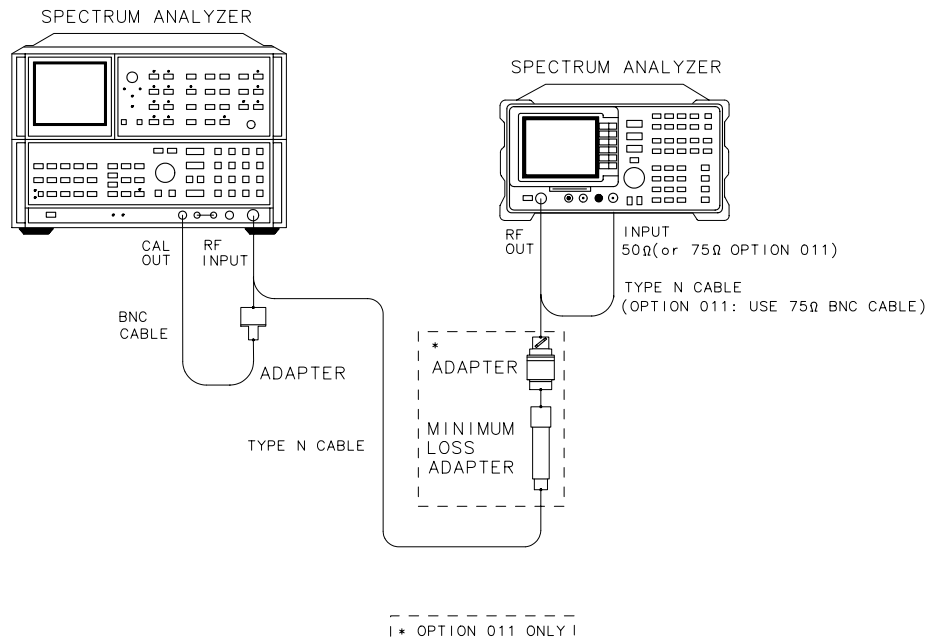 SPECTRUM ANALYZER
SPECTRUM ANALYZER
CAL
OUT
RF
INPUT
RF
OUT
INPUT
50Ω(or 75Ω OPTION 011)
TYPE N CABLE
(OPTION 011: USE 75Ω BNC CABLE)
BNC
CABLE
ADAPTER
*
ADAPTER
MINIMUM
LOSS
ADAPTER
TYPE N CABLE
* OPTION 011 ONLY